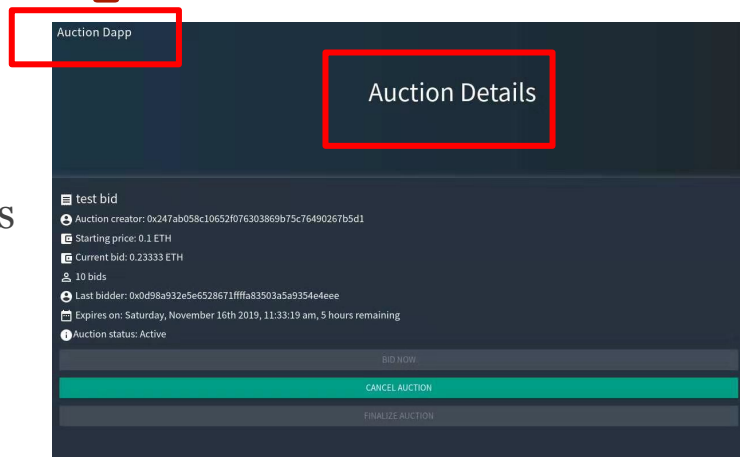 Auction Dapp
Auction Details
s
test bid
Auction creator: 0x247ab058c10652f076303869b75c76490267b5d1
Starting price: 0.1 ETH
Current bid: 0.23333 ETH
10 bids
Last bidder: 0x0d98a932e5e6528671ffffa83503a5a9354e4eee
Expires on: Saturday, November 16th 2019, 11:33:19 am, 5 hours remaining
Auction status: Active
BID NOW
CANCEL AUCTION
FINALIZE AUCTION